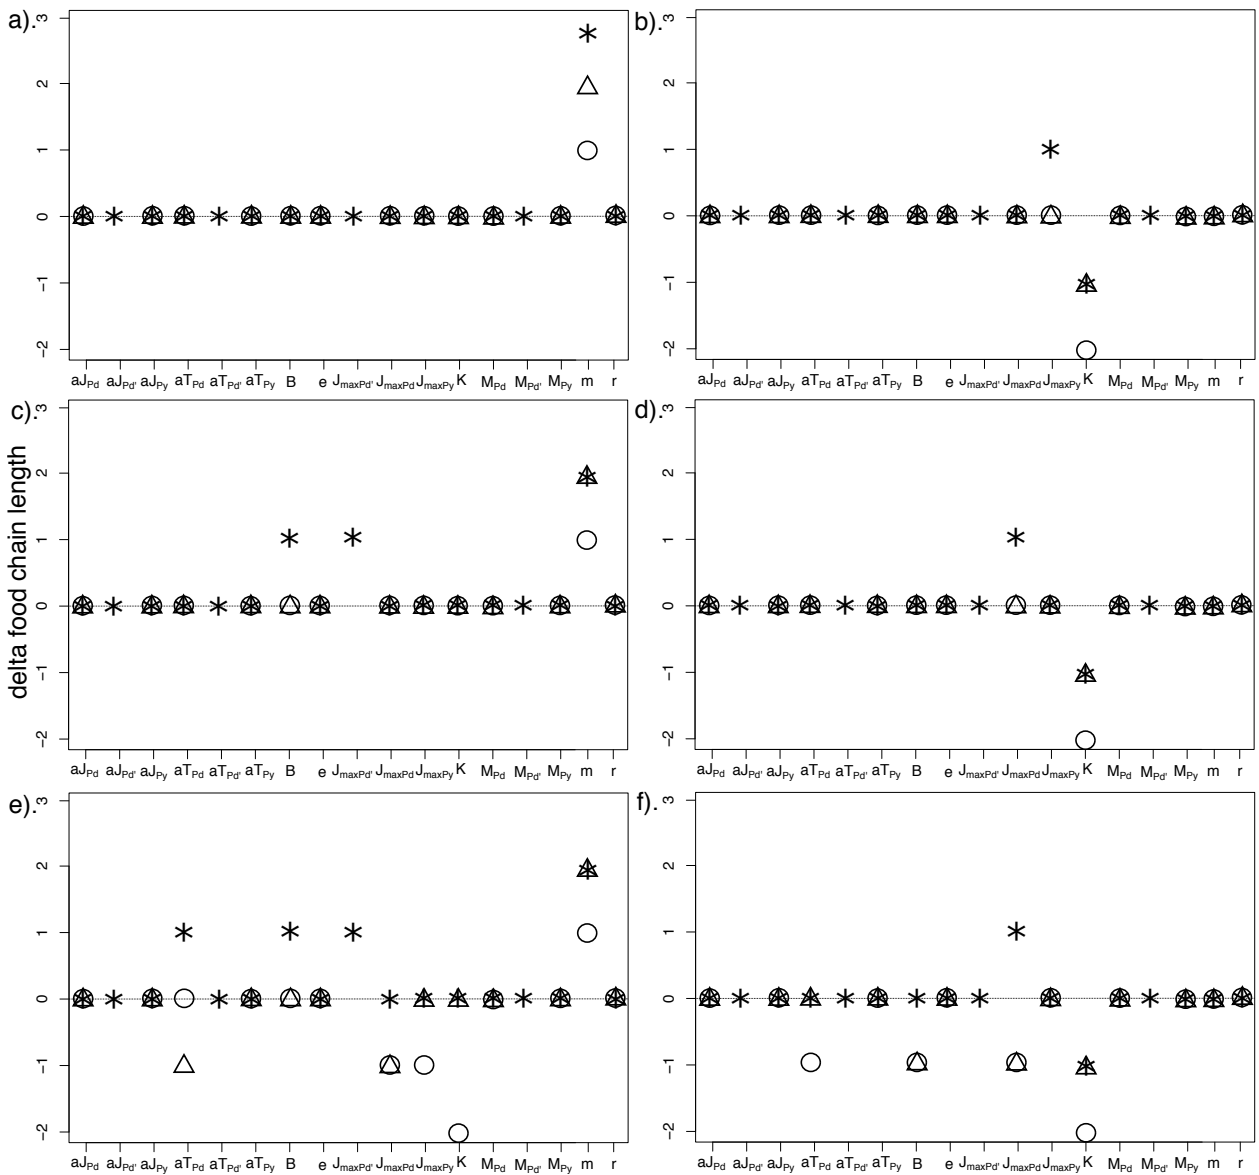 a).
3
2
1
0
−1
−2
aJPd aJPd' aJPy aTPd aTPd' aTPy B e JmaxPd' JmaxPd JmaxPy K MPd MPd' MPy m r
b).
3
2
1
0
−1
−2
aJPd aJPd' aJPy aTPd aTPd' aTPy B e JmaxPd' JmaxPd JmaxPy K MPd MPd' MPy m r
delta food chain length
c).
3
2
1
0
−1
−2
aJPd aJPd' aJPy aTPd aTPd' aTPy B e JmaxPd' JmaxPd JmaxPy K MPd MPd' MPy m r
d).
3
2
1
0
−1
−2
aJPd aJPd' aJPy aTPd aTPd' aTPy B e JmaxPd' JmaxPd JmaxPy K MPd MPd' MPy m r
e).
3
2
1
0
−1
−2
aJPd aJPd' aJPy aTPd aTPd' aTPy B e JmaxPd' JmaxPd JmaxPy K MPd MPd' MPy m r
f).
3
2
1
0
−1
−2
aJPd aJPd' aJPy aTPd aTPd' aTPy B e JmaxPd' JmaxPd JmaxPy K MPd MPd' MPy m r